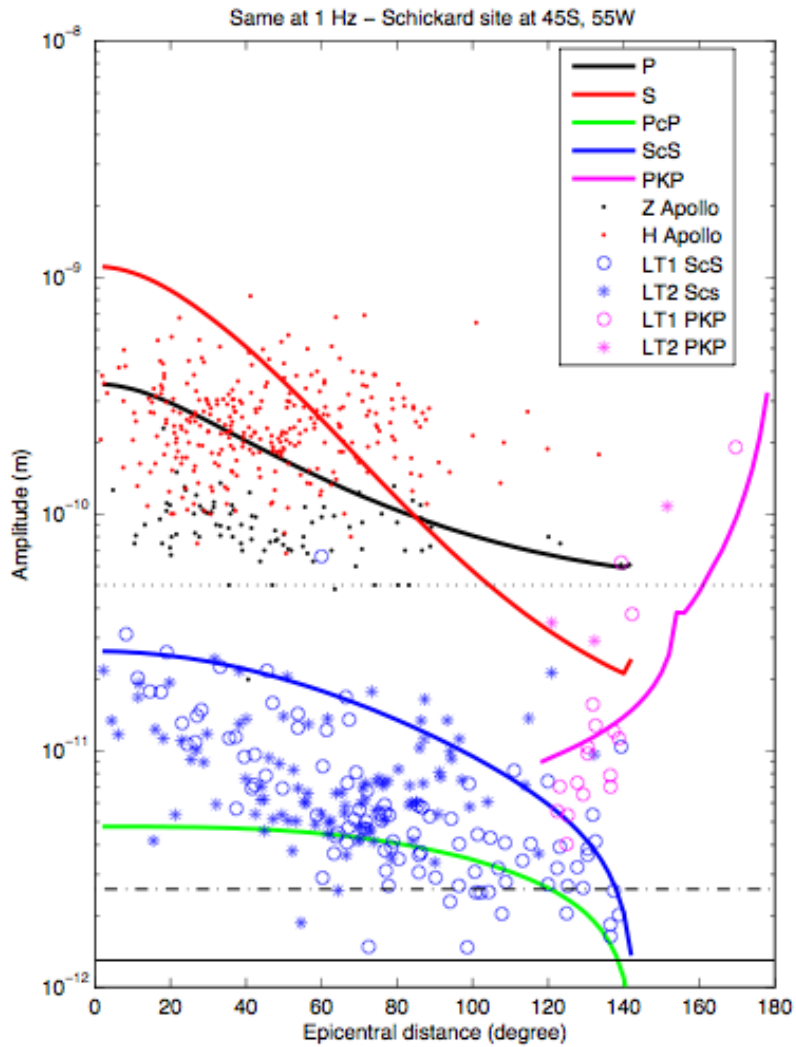 Same at 1 Hz − Schickard site at 45S, 55W
10⁻⁸
10⁻⁹
10⁻¹⁰
10⁻¹¹
10⁻¹²
Amplitude (m)
P
S
PcP
ScS
PKP
Z Apollo
H Apollo
LT1 ScS
LT2 Scs
LT1 PKP
LT2 PKP
0 20 40 60 80 100 120 140 160 180
Epicentral distance (degree)